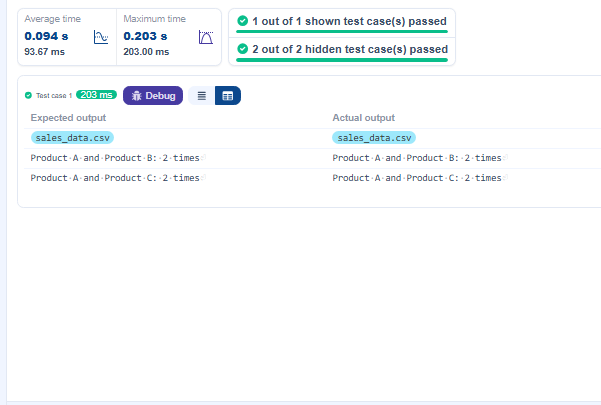 Average time
0.094 s
93.67 ms
Maximum time
0.203 s
203.00 ms
1 out of 1 shown test case(s) passed
2 out of 2 hidden test case(s) passed
Test case 1 203 ms Debug
Expected output Actual output
sales_data.csv sales_data.csv
Product·A·and·Product·B:·2·times Product·A·and·Product·B:·2·times
Product·A·and·Product·C:·2·times Product·A·and·Product·C:·2·times